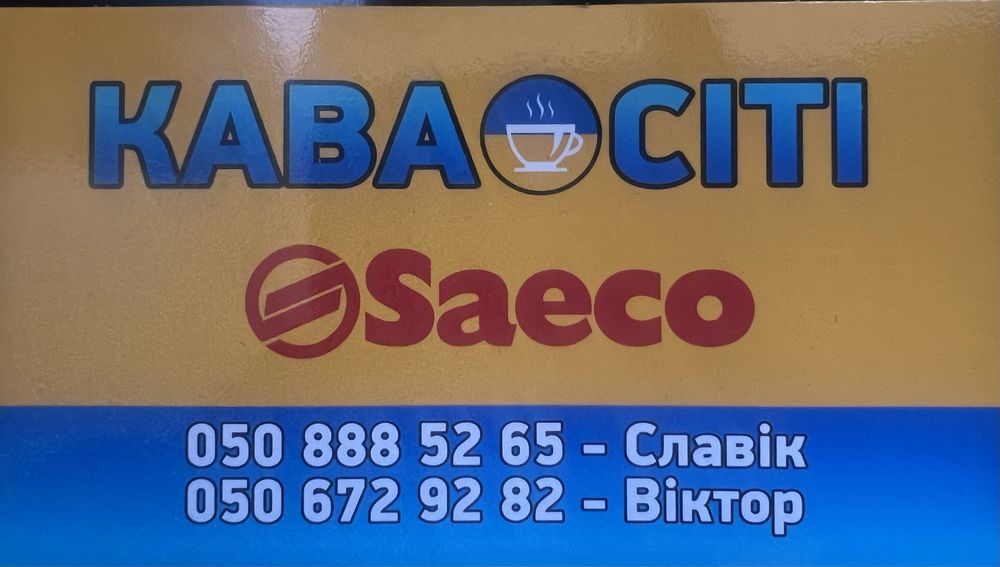 КАВА СІТІ
Saeco
050 888 52 65 - Славік
050 672 92 82 - Віктор